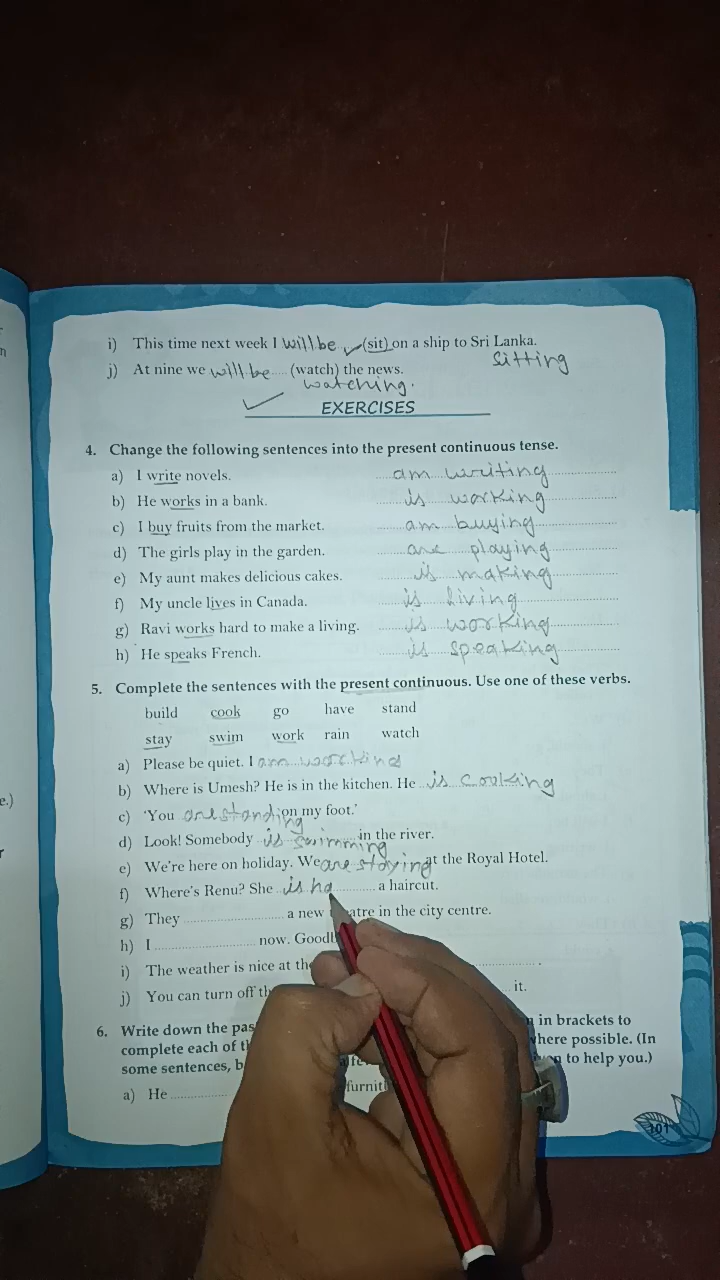 i) This time next week I will be (sit) on a ship to Sri Lanka.
sitting
j) At nine we will be .... (watch) the news.
watching.
EXERCISES
4. Change the following sentences into the present continuous tense.
a) I write novels. am writing
b) He works in a bank. is working
c) I buy fruits from the market. am buying
d) The girls play in the garden. are playing
e) My aunt makes delicious cakes. is making
f) My uncle lives in Canada. is living
g) Ravi works hard to make a living. is working
h) He speaks French. is speaking
5. Complete the sentences with the present continuous. Use one of these verbs.
build cook go have stand
stay swim work rain watch
a) Please be quiet. I am working
b) Where is Umesh? He is in the kitchen. He is cooking
c) 'You are standing on my foot.'
d) Look! Somebody is swimming in the river.
e) We're here on holiday. We are staying at the Royal Hotel.
f) Where's Renu? She is ha a haircut.
g) They .................... a new in the city centre.
h) I .................... now.
i) The weather is nice at
j) You can turn off it.
6. Write down the in brackets to
complete each of where possible. (In
some sentences, to help you.)
a) He ............
101
e.)